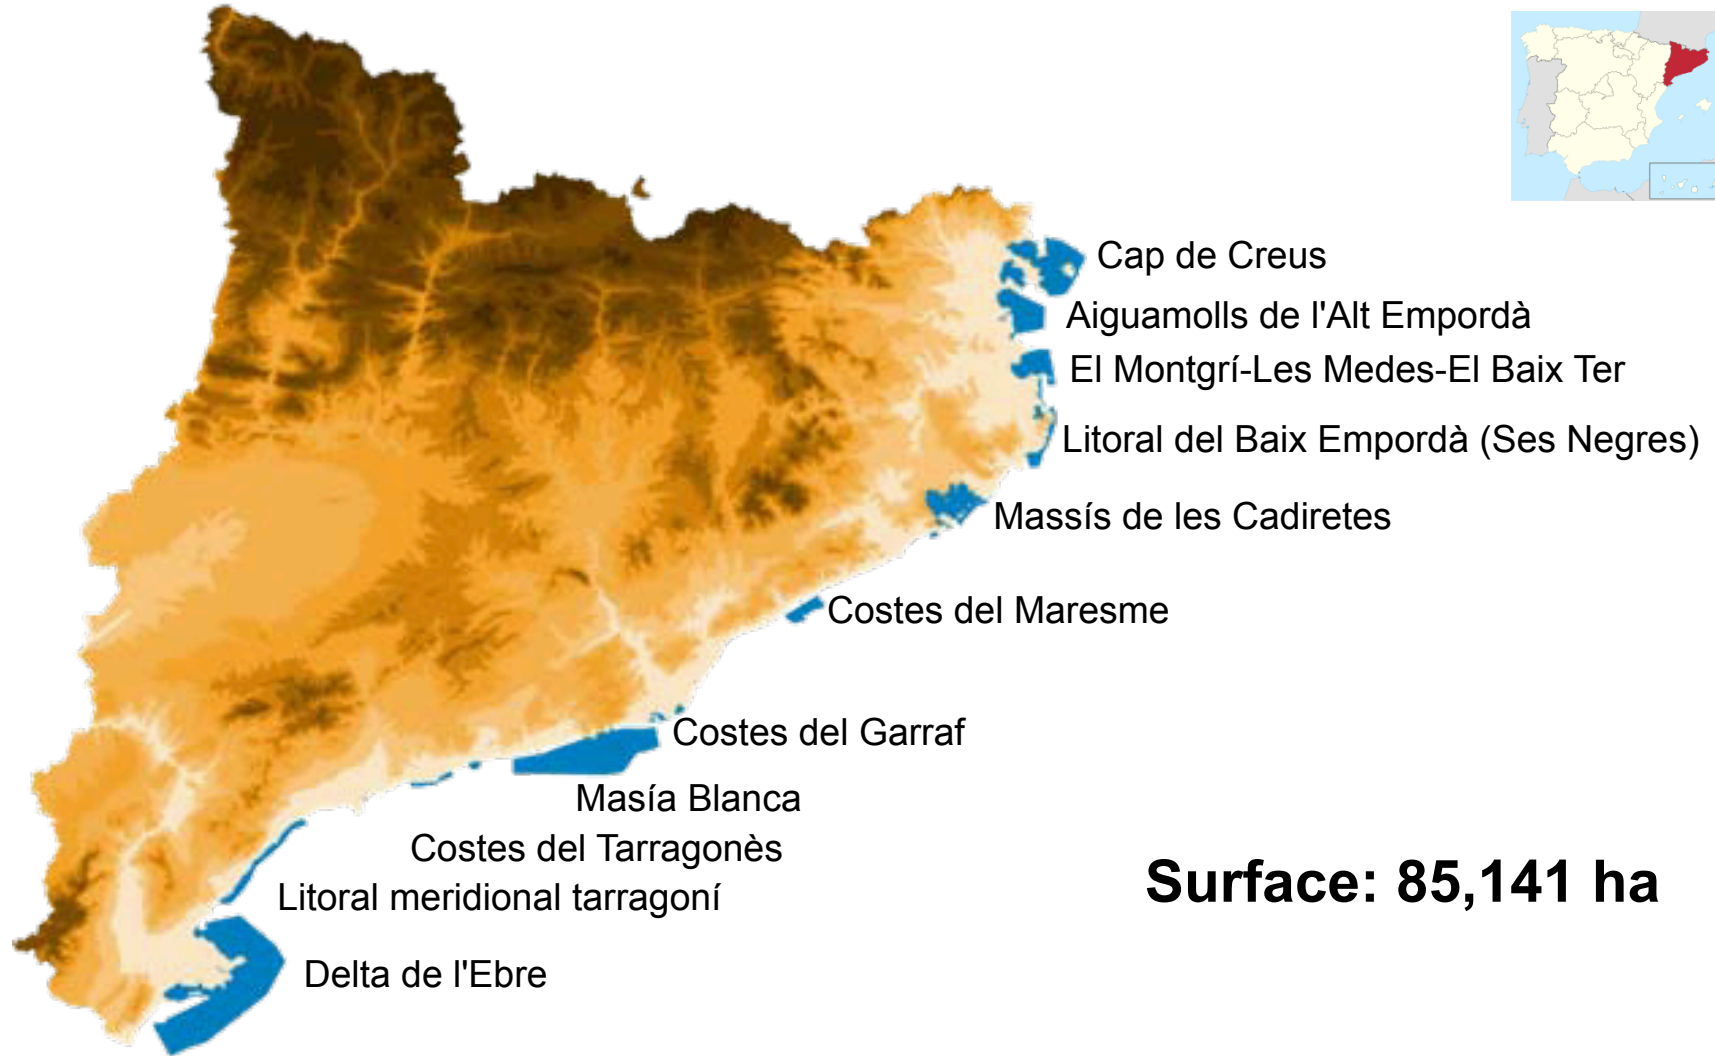 Cap de Creus
Aiguamolls de l'Alt Empordà
El Montgrí-Les Medes-El Baix Ter
Litoral del Baix Empordà (Ses Negres)
Massís de les Cadiretes
Costes del Maresme
Costes del Garraf
Masía Blanca
Costes del Tarragonès
Litoral meridional tarragoní
Delta de l'Ebre
Surface: 85,141 ha